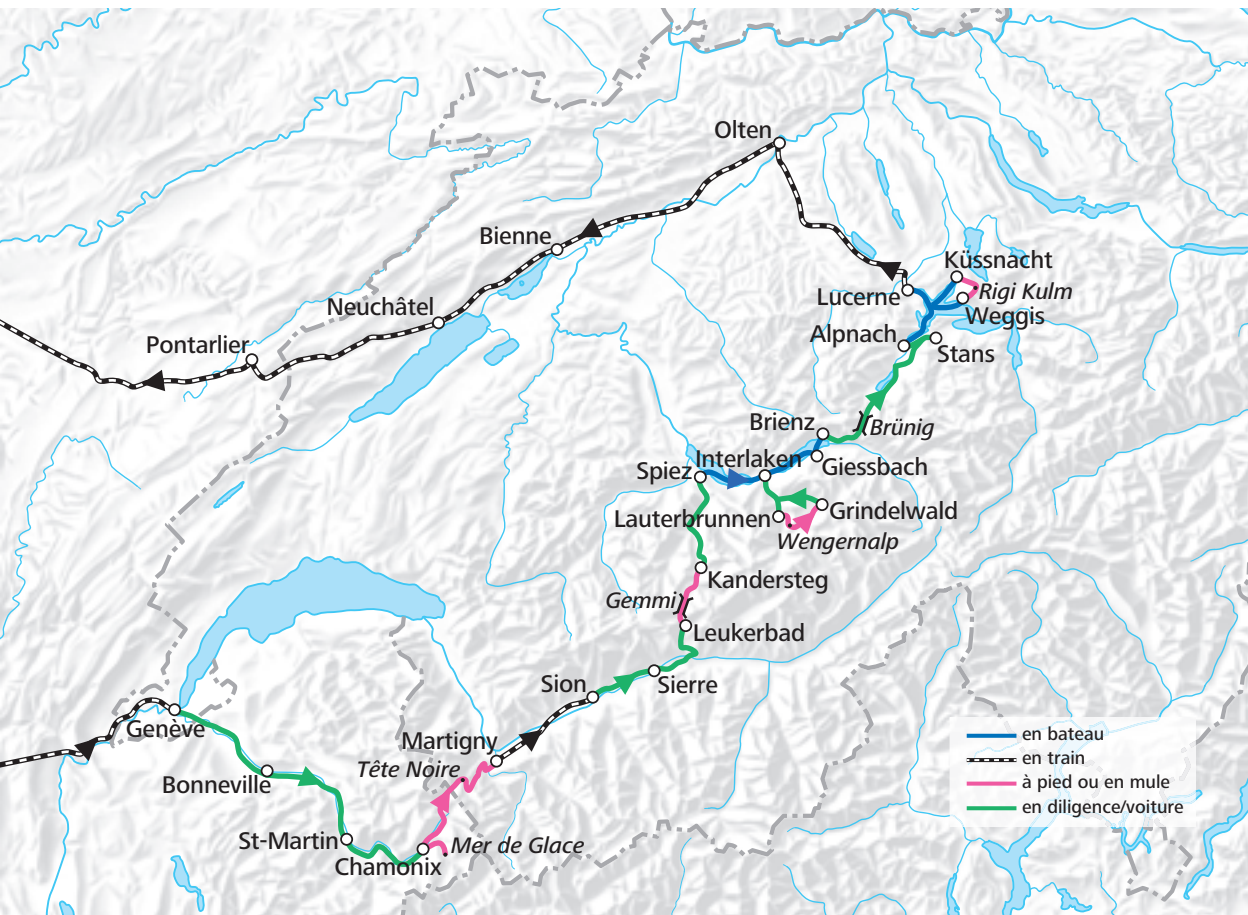 Olten
Bienne
Küssnacht
Neuchâtel
Lucerne
Rigi Kulm
Weggis
Alpnach
Pontarlier
Stans
Brienz
Brünig
Interlaken
Spiez
Giessbach
Lauterbrunnen
Grindelwald
Wengernalp
Kandersteg
Gemmi
Leukerbad
Sion
Sierre
Genève
Martigny
Tête Noire
Bonneville
St-Martin
Mer de Glace
Chamonix
en bateau
en train
à pied ou en mule
en diligence/voiture